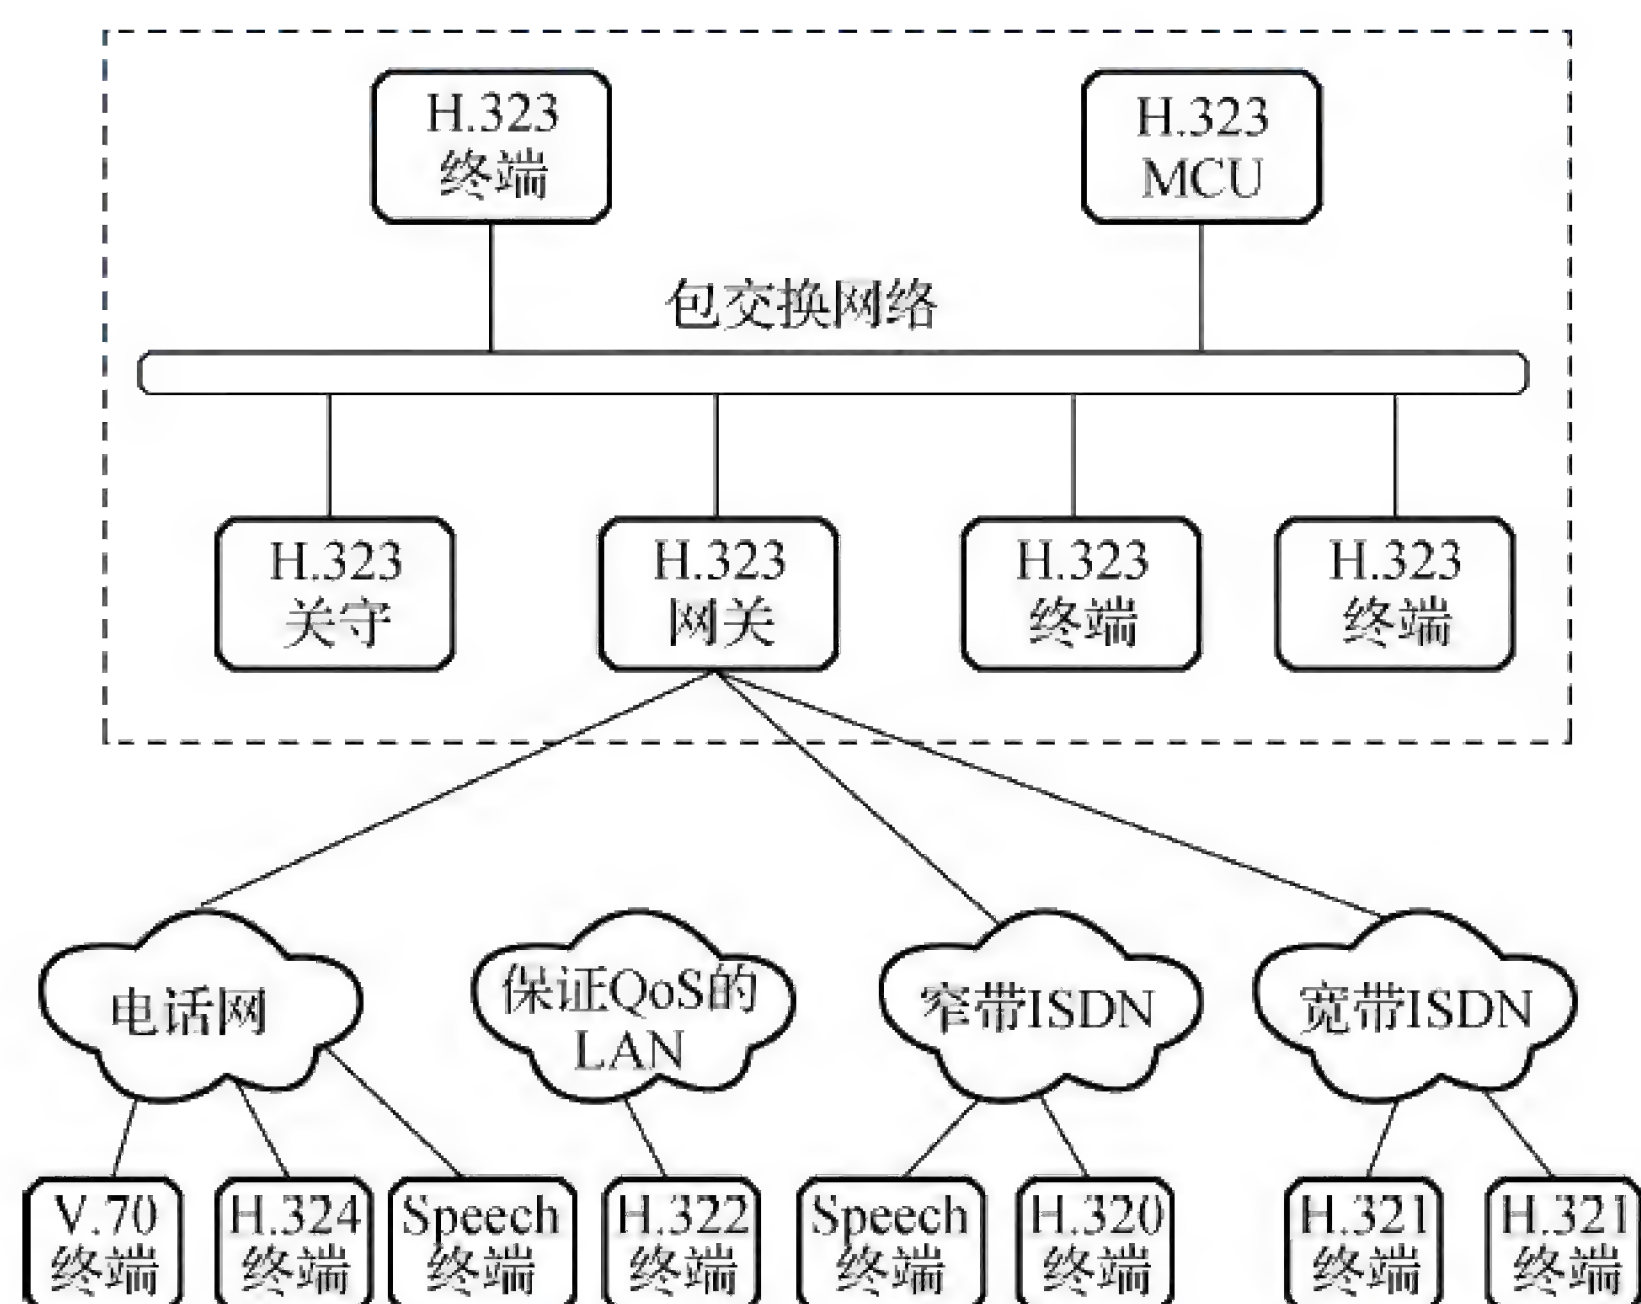 H.323
终端
H.323
MCU
包交换网络
H.323
关守
H.323
网关
H.323
终端
H.323
终端
电话网
保证QoS的
LAN
窄带ISDN
宽带ISDN
V.70
终端
H.324
终端
Speech
终端
H.322
终端
Speech
终端
H.320
终端
H.321
终端
H.321
终端